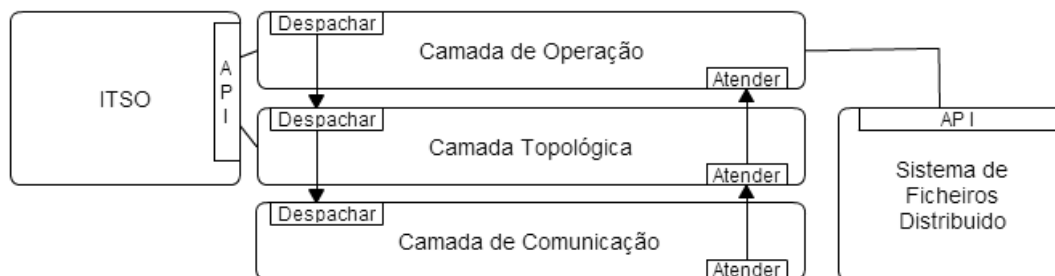 ITSO
A
P
I
Despachar
Camada de Operação
Atender
Despachar
Camada Topológica
Atender
Despachar
Camada de Comunicação
Atender
AP I
Sistema de
Ficheiros
Distribuido